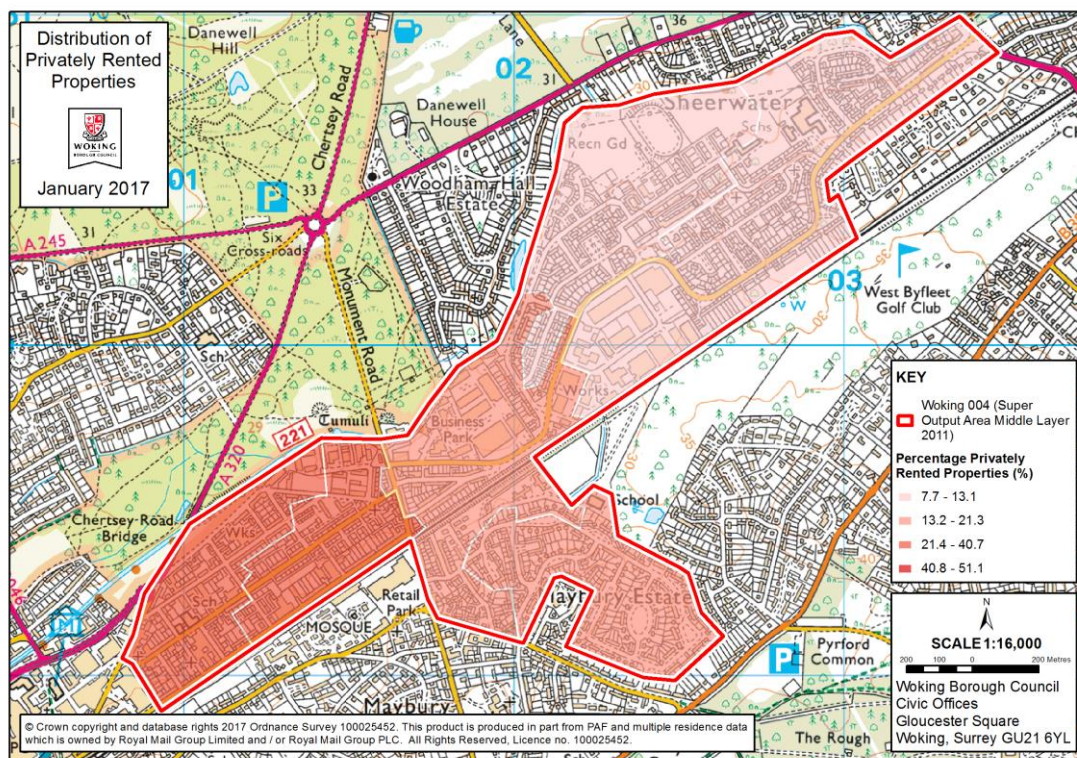 Distribution of
Privately Rented
Properties
WOKING
BOROUGH COUNCIL
January 2017
Danewell
Hill
Chertsey Road
Lane
36
02
31
Danewell
House
30
Sheerwater
Schs
Recn Gd
01
P
33
Woodham Hall
Estate
A 245
31
Six
Cross-roads
Monument Road
35
03
West Byfleet
Golf Club
W
30
Sch
Works
Tumuli
29
221
Business
Park
A 320
35
30
School
Chertsey Road
Bridge
Wks
Sch
Retail
Park
MOSQUE
Maybury Estate
40
M
P
Pyrford
Common
Maybury
The Rough
KEY
Woking 004 (Super
Output Area Middle Layer
2011)
Percentage Privately
Rented Properties (%)
7.7 - 13.1
13.2 - 21.3
21.4 - 40.7
40.8 - 51.1
N
SCALE 1:16,000
200 100 0 200 Metres
Woking Borough Council
Civic Offices
Gloucester Square
Woking, Surrey GU21 6YL
© Crown copyright and database rights 2017 Ordnance Survey 100025452. This product is produced in part from PAF and multiple residence data
which is owned by Royal Mail Group Limited and / or Royal Mail Group PLC. All Rights Reserved, Licence no. 100025452.